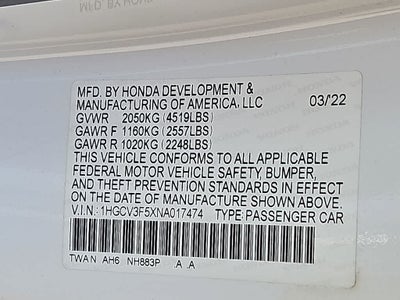 MFD. BY HONDA DEVELOPMENT &
MANUFACTURING OF AMERICA, LLC 03/22
GVWR 2050KG (4519LBS)
GAWR F 1160KG (2557LBS)
GAWR R 1020KG (2248LBS)
THIS VEHICLE CONFORMS TO ALL APPLICABLE
FEDERAL MOTOR VEHICLE SAFETY, BUMPER,
AND THEFT PREVENTION STANDARDS IN EFFECT
ON THE DATE OF MANUFACTURE SHOWN ABOVE.
V.I.N.: 1HGCV3F5XNA017474 TYPE: PASSENGER CAR
TWA N AH6 NH883P A A